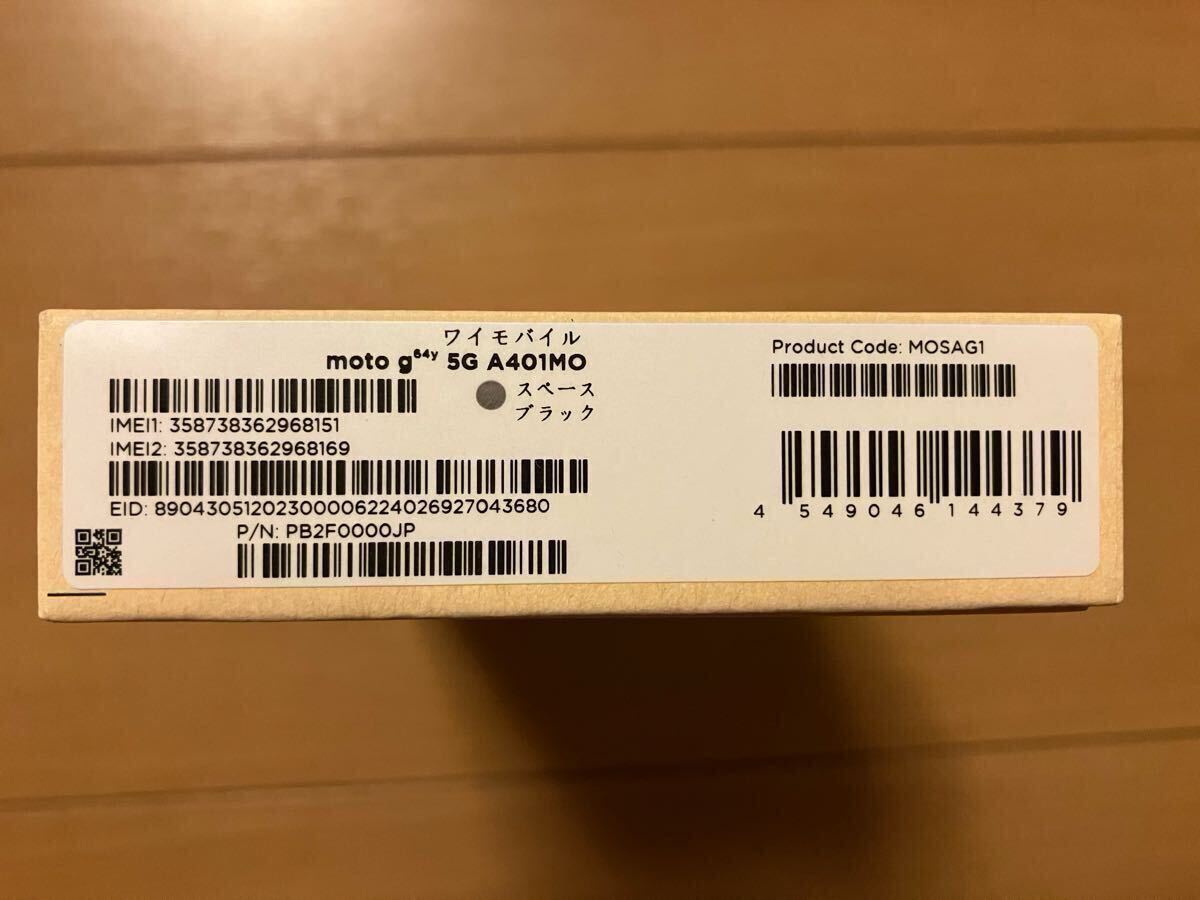 ワイモバイル
moto g64y 5G A401MO
スペース
ブラック
IMEI1: 358738362968151
IMEI2: 358738362968169
EID: 89043051202300006224026927043680
P/N: PB2F0000JP
Product Code: MOSAG1
4 549046 144379